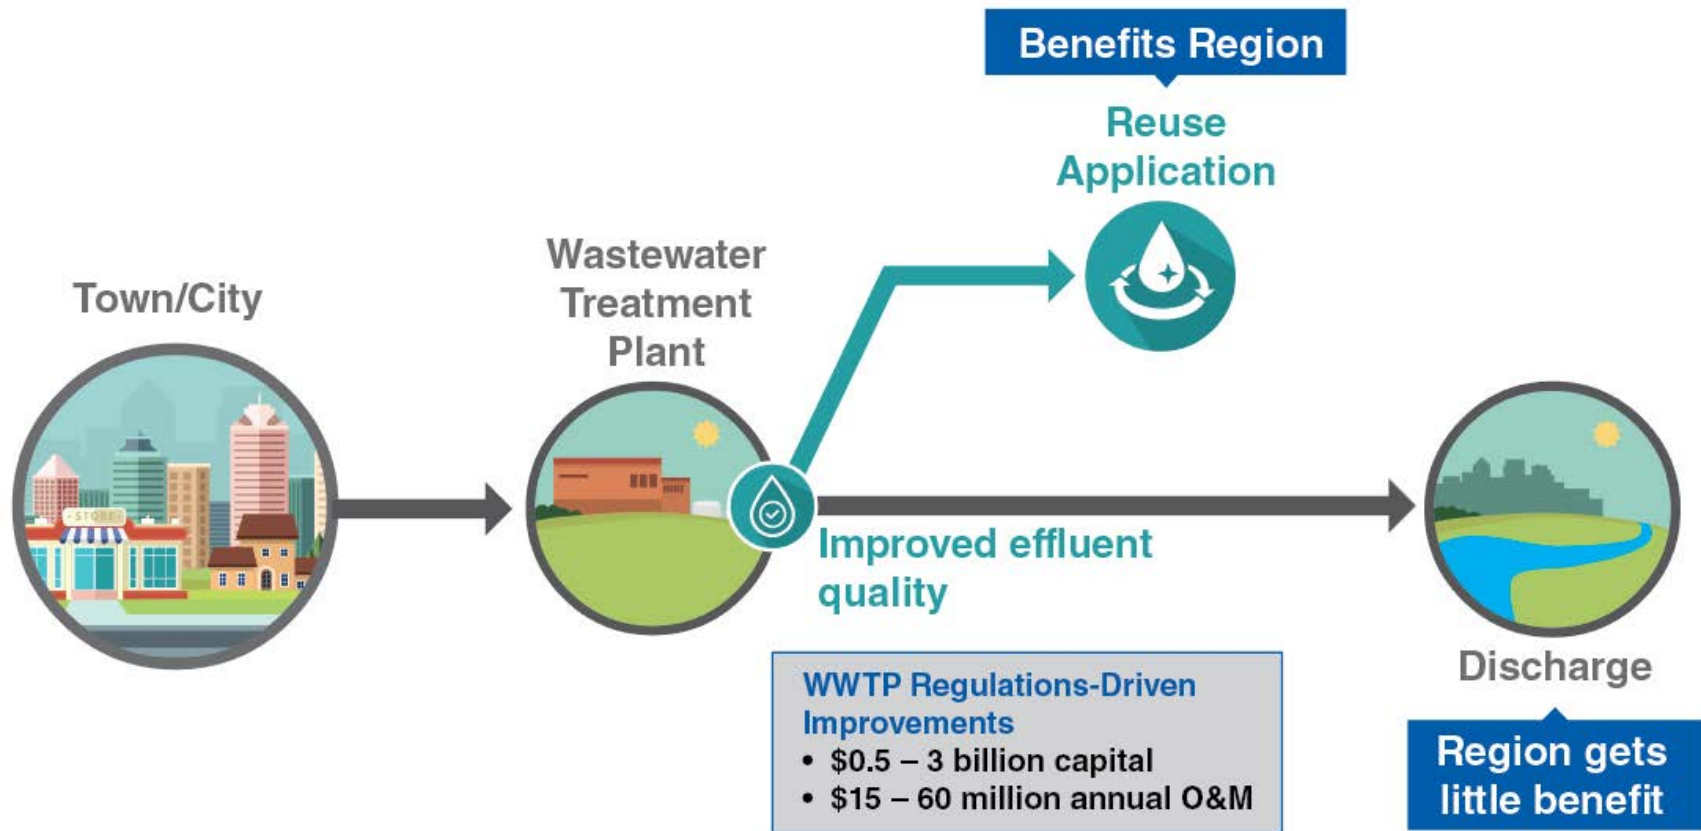 Benefits Region
Reuse
Application
Wastewater
Treatment
Plant
Town/City
STORE
Improved effluent
quality
WWTP Regulations-Driven
Improvements
• $0.5 – 3 billion capital
• $15 – 60 million annual O&M
Discharge
Region gets
little benefit